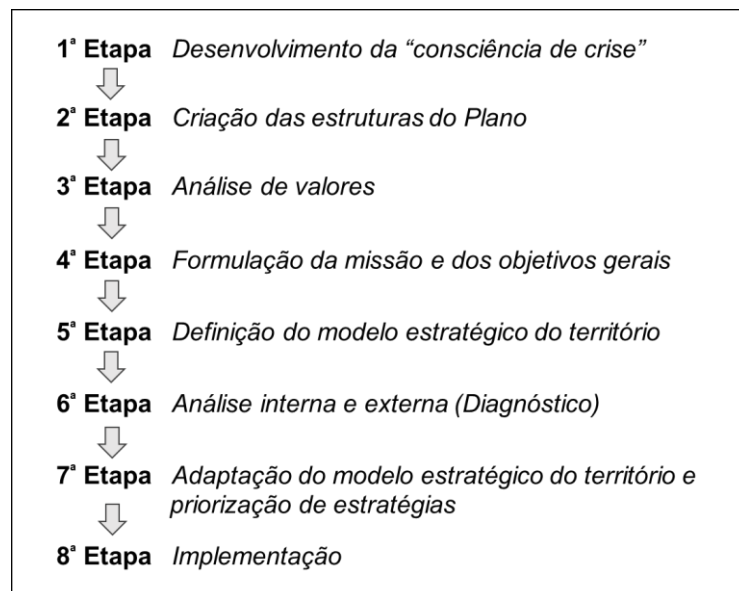 1ª Etapa Desenvolvimento da “consciência de crise”
2ª Etapa Criação das estruturas do Plano
3ª Etapa Análise de valores
4ª Etapa Formulação da missão e dos objetivos gerais
5ª Etapa Definição do modelo estratégico do território
6ª Etapa Análise interna e externa (Diagnóstico)
7ª Etapa Adaptação do modelo estratégico do território e
priorização de estratégias
8ª Etapa Implementação